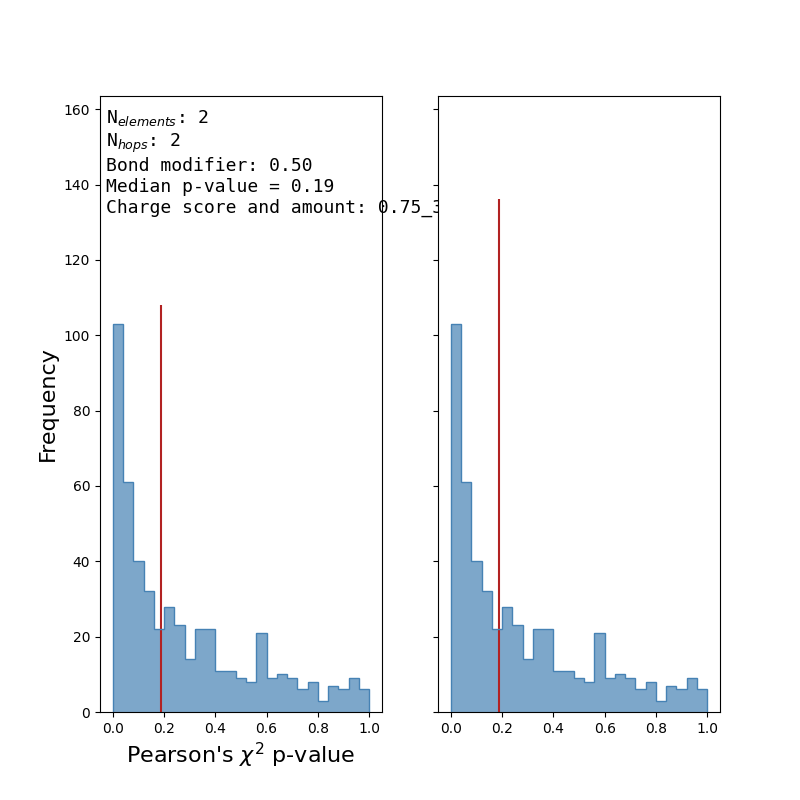 N_elements: 2
N_hops: 2
Bond modifier: 0.50
Median p-value = 0.19
Charge score and amount: 0.75_3
160
140
120
100
80
60
40
20
0
Frequency
0.0 0.2 0.4 0.6 0.8 1.0
Pearson's χ² p-value
0.0 0.2 0.4 0.6 0.8 1.0